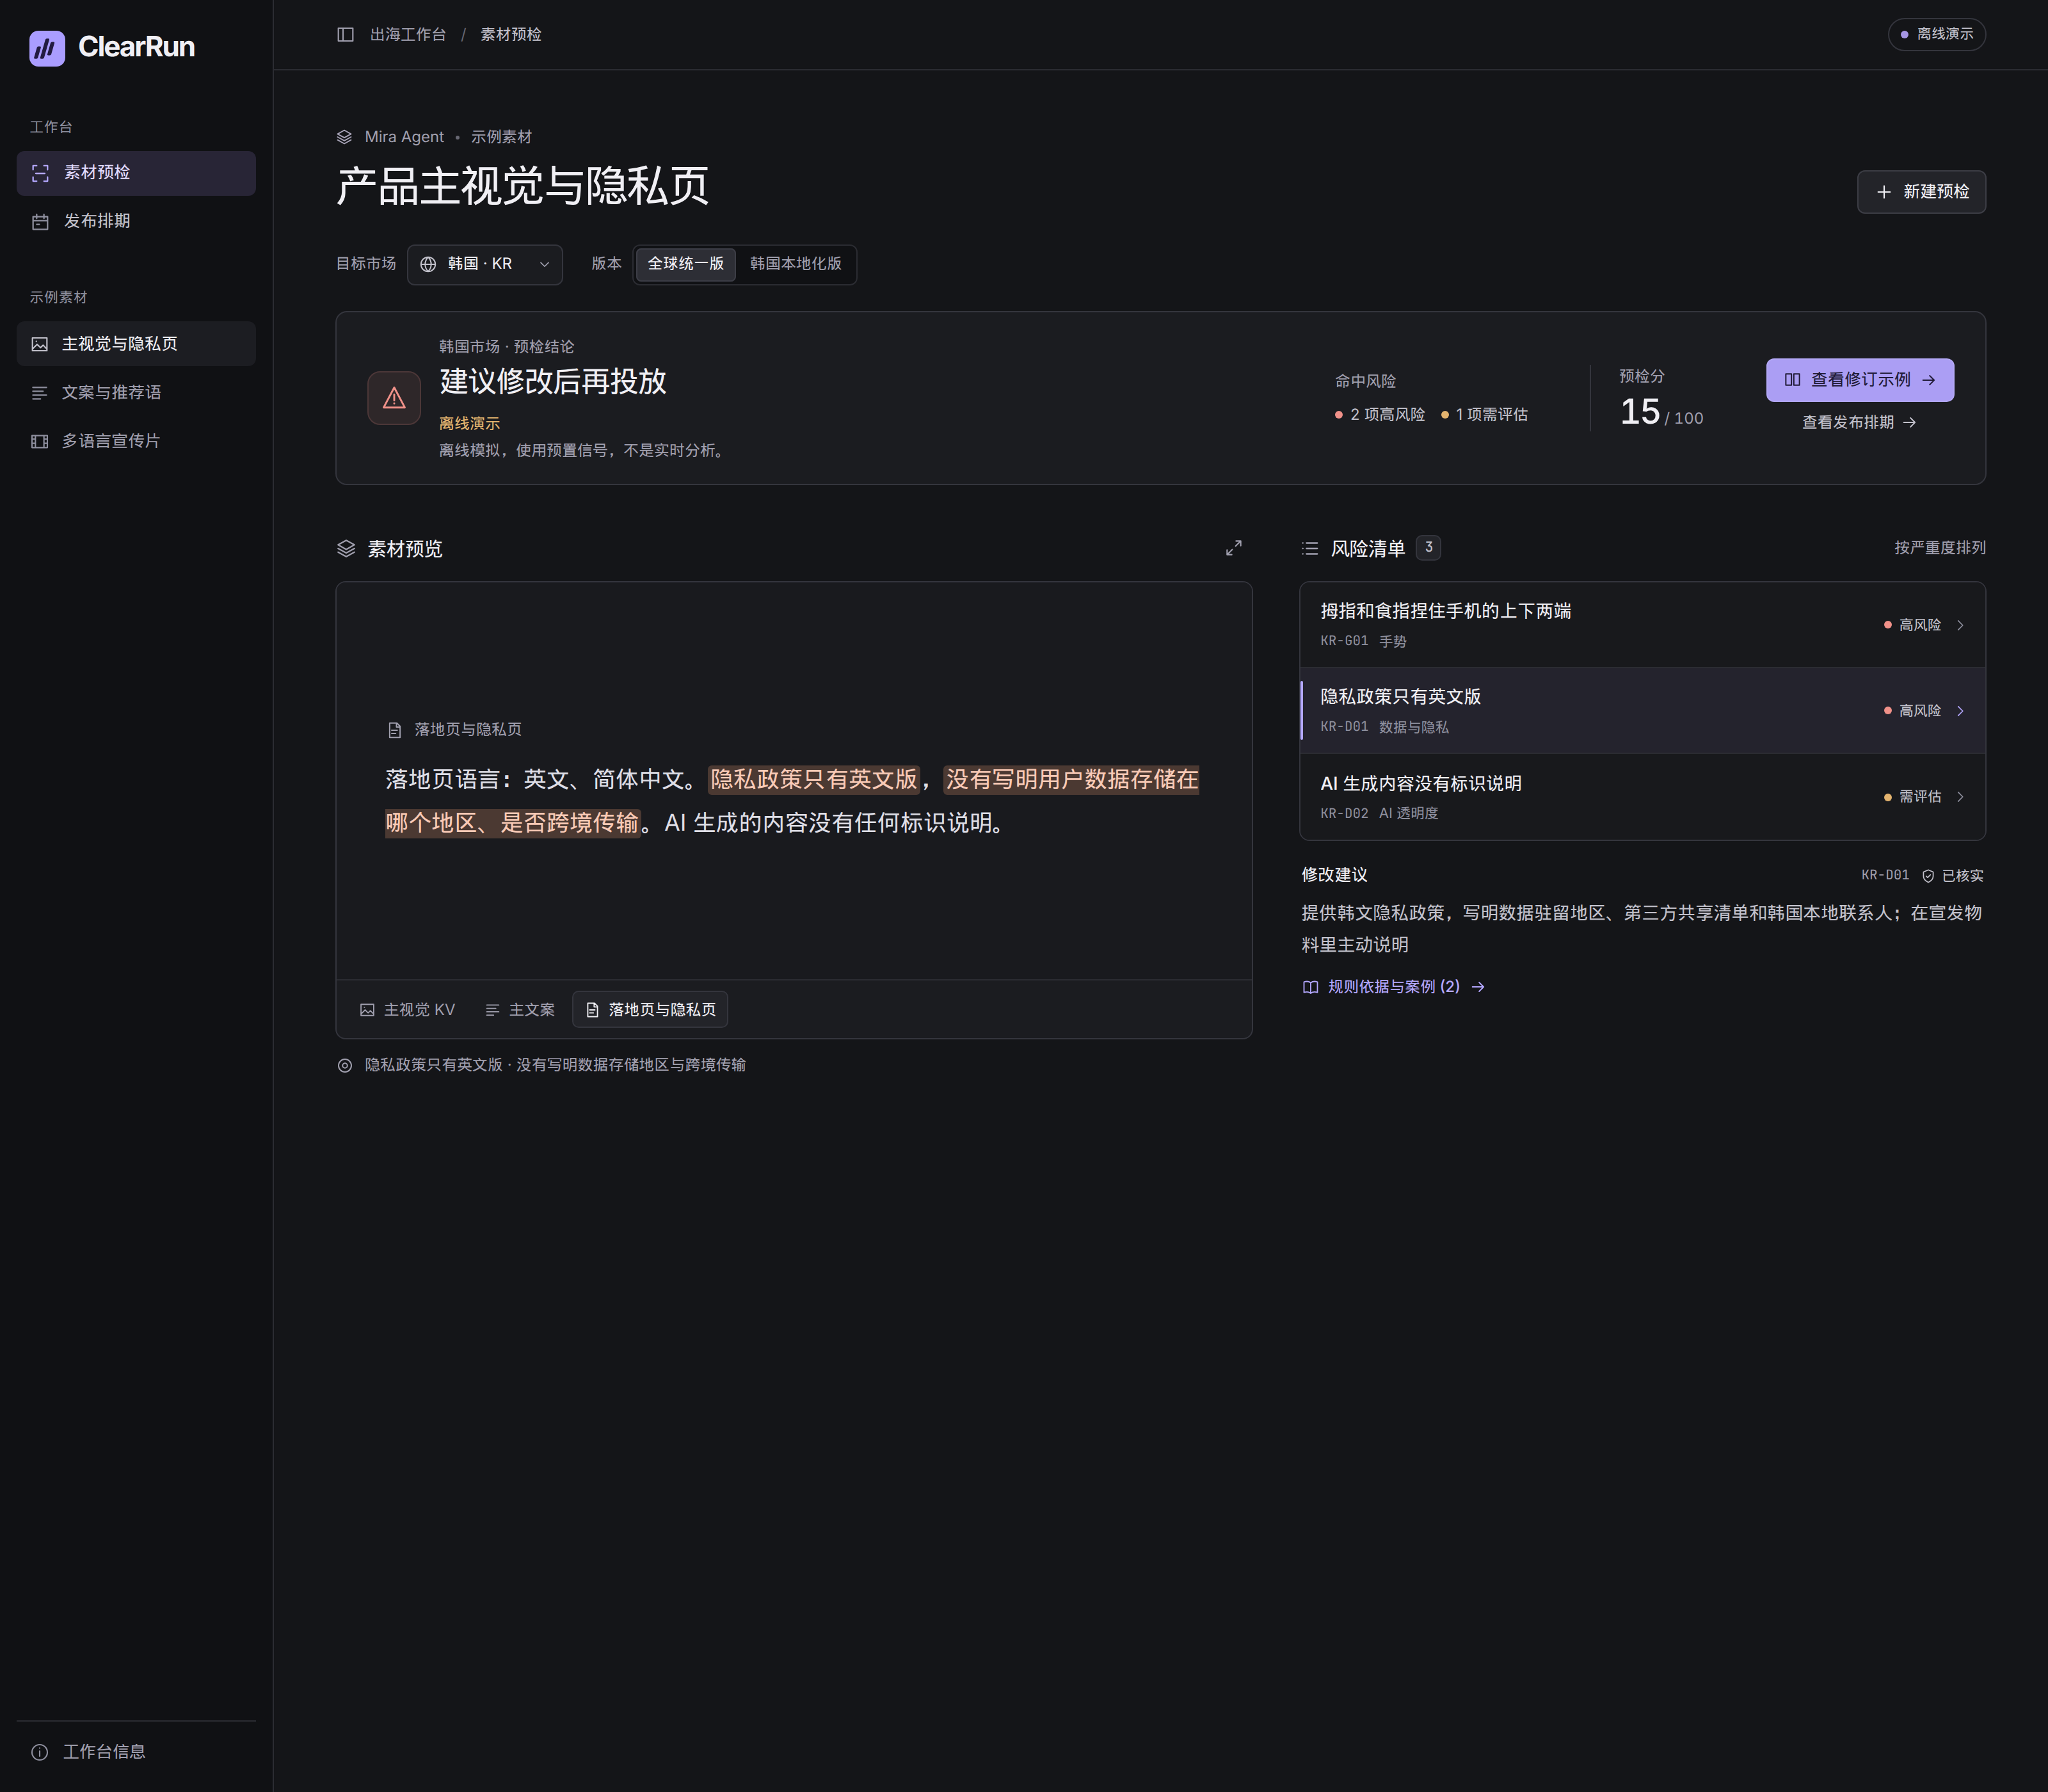 ClearRun
工作台
素材预检
发布排期
示例素材
主视觉与隐私页
文案与推荐语
多语言宣传片
工作台信息
出海工作台 / 素材预检
离线演示
Mira Agent 示例素材
产品主视觉与隐私页
新建预检
目标市场 韩国 · KR 版本 全球统一版 韩国本地化版
韩国市场 · 预检结论
建议修改后再投放
离线演示
离线模拟，使用预置信号，不是实时分析。
命中风险
2 项高风险 1 项需评估
预检分
15 / 100
查看修订示例
查看发布排期
素材预览
落地页与隐私页
落地页语言：英文、简体中文。隐私政策只有英文版，没有写明用户数据存储在
哪个地区、是否跨境传输。AI 生成的内容没有任何标识说明。
主视觉 KV 主文案 落地页与隐私页
隐私政策只有英文版 · 没有写明数据存储地区与跨境传输
风险清单 3 按严重度排列
拇指和食指捏住手机的上下两端
KR-G01 手势
高风险
隐私政策只有英文版
KR-D01 数据与隐私
高风险
AI 生成内容没有标识说明
KR-D02 AI 透明度
需评估
修改建议 KR-D01 已核实
提供韩文隐私政策，写明数据驻留地区、第三方共享清单和韩国本地联系人；在宣发物
料里主动说明
规则依据与案例 (2)